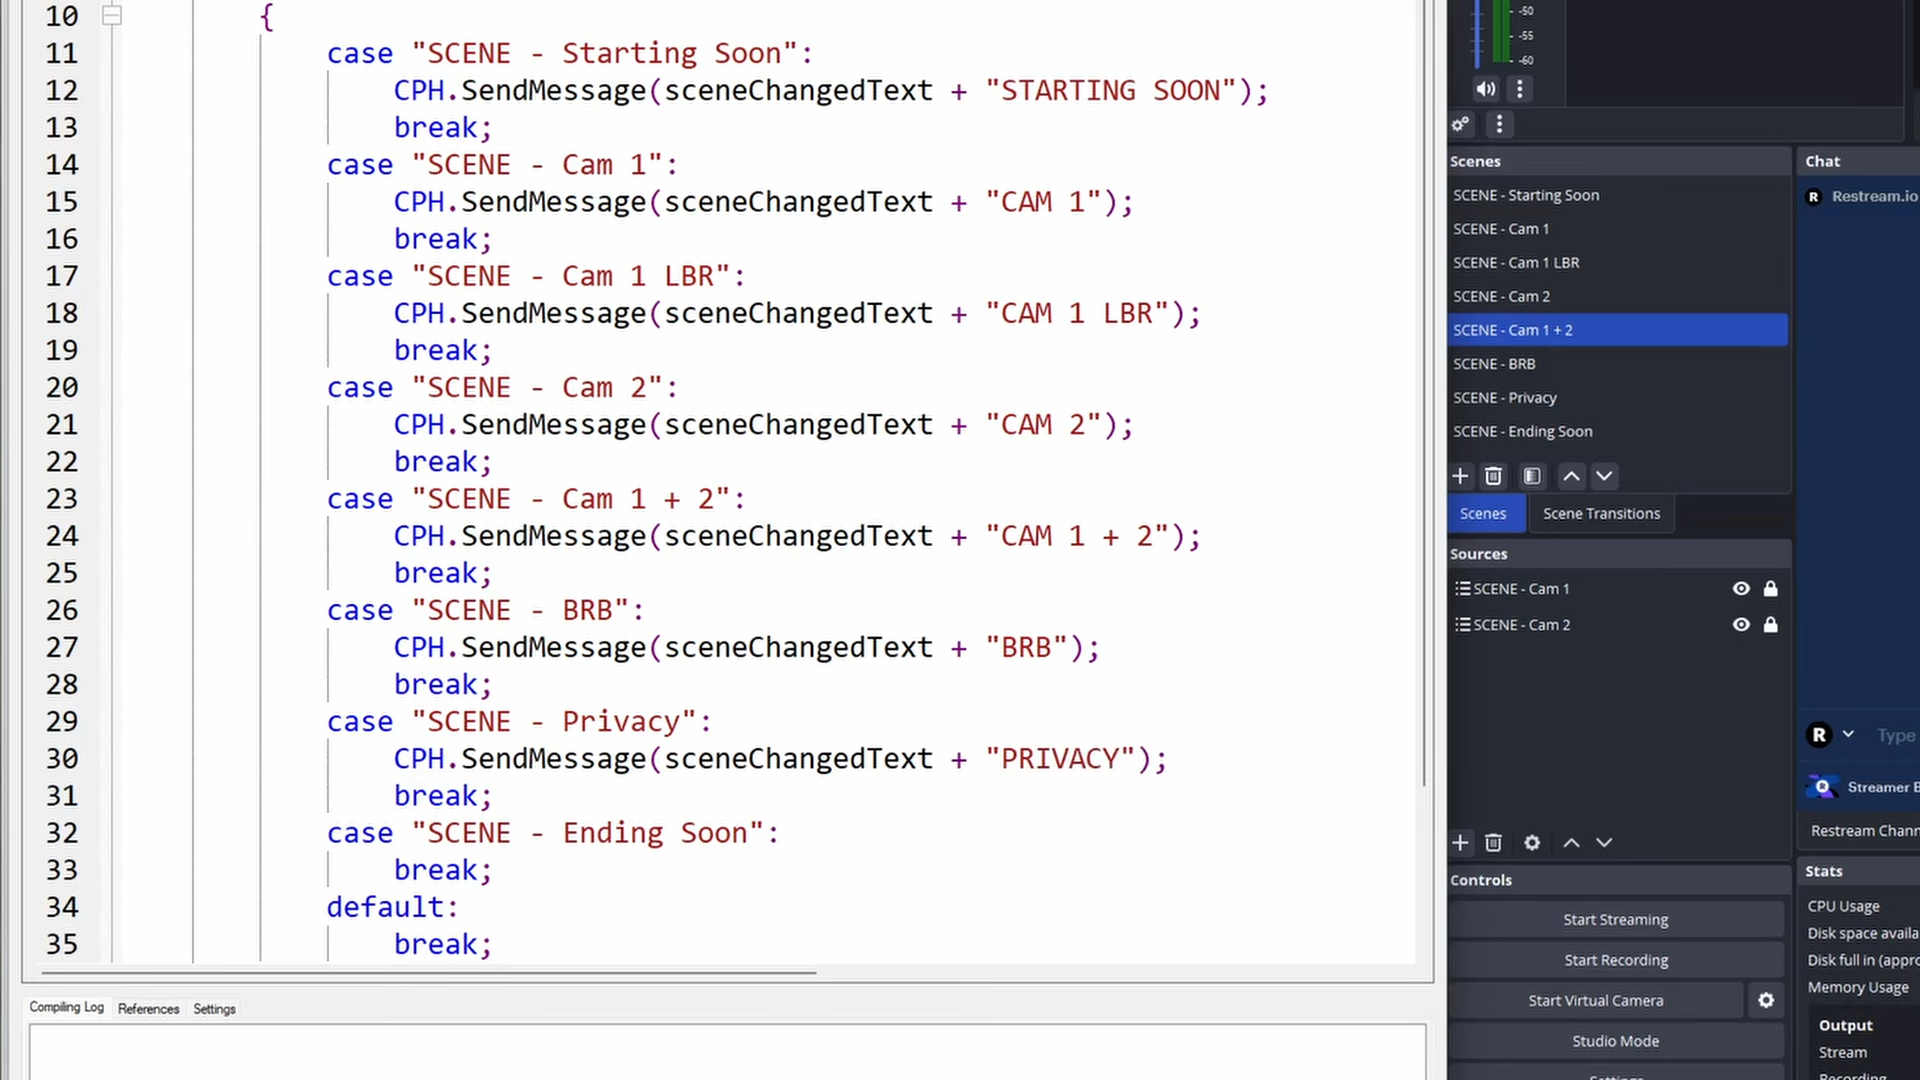 10 {
11 case "SCENE - Starting Soon":
12 CPH.SendMessage(sceneChangedText + "STARTING SOON");
13 break;
14 case "SCENE - Cam 1":
15 CPH.SendMessage(sceneChangedText + "CAM 1");
16 break;
17 case "SCENE - Cam 1 LBR":
18 CPH.SendMessage(sceneChangedText + "CAM 1 LBR");
19 break;
20 case "SCENE - Cam 2":
21 CPH.SendMessage(sceneChangedText + "CAM 2");
22 break;
23 case "SCENE - Cam 1 + 2":
24 CPH.SendMessage(sceneChangedText + "CAM 1 + 2");
25 break;
26 case "SCENE - BRB":
27 CPH.SendMessage(sceneChangedText + "BRB");
28 break;
29 case "SCENE - Privacy":
30 CPH.SendMessage(sceneChangedText + "PRIVACY");
31 break;
32 case "SCENE - Ending Soon":
33 break;
34 default:
35 break;
Compiling Log References Settings
-50
-55
-60
Scenes
SCENE - Starting Soon
SCENE - Cam 1
SCENE - Cam 1 LBR
SCENE - Cam 2
SCENE - Cam 1 + 2
SCENE - BRB
SCENE - Privacy
SCENE - Ending Soon
Scenes Scene Transitions
Sources
SCENE - Cam 1
SCENE - Cam 2
Controls
Start Streaming
Start Recording
Start Virtual Camera
Studio Mode
Chat
R Restream.io
R Type
Streamer B
Restream Chann
Stats
CPU Usage
Disk space availa
Disk full in (appro
Memory Usage
Output
Stream